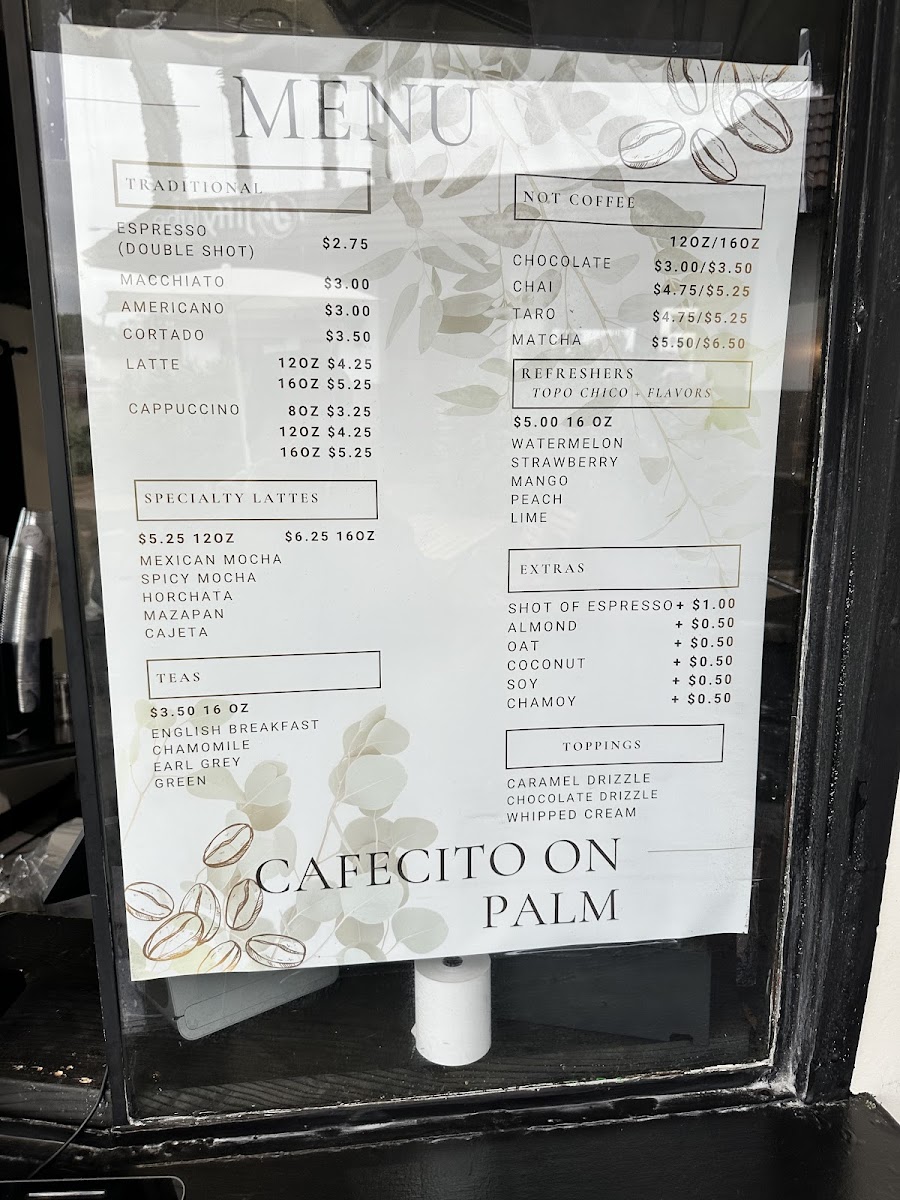 MENU
TRADITIONAL
ESPRESSO
(DOUBLE SHOT) $2.75
MACCHIATO $3.00
AMERICANO $3.00
CORTADO $3.50
LATTE 12OZ $4.25
16OZ $5.25
CAPPUCCINO 8OZ $3.25
12OZ $4.25
16OZ $5.25
SPECIALTY LATTES
$5.25 12OZ $6.25 16OZ
MEXICAN MOCHA
SPICY MOCHA
HORCHATA
MAZAPAN
CAJETA
TEAS
$3.50 16 OZ
ENGLISH BREAKFAST
CHAMOMILE
EARL GREY
GREEN
NOT COFFEE
12OZ/16OZ
CHOCOLATE $3.00/$3.50
CHAI $4.75/$5.25
TARO $4.75/$5.25
MATCHA $5.50/$6.50
REFRESHERS
TOPO CHICO + FLAVORS
$5.00 16 OZ
WATERMELON
STRAWBERRY
MANGO
PEACH
LIME
EXTRAS
SHOT OF ESPRESSO+ $1.00
ALMOND + $0.50
OAT + $0.50
COCONUT + $0.50
SOY + $0.50
CHAMOY + $0.50
TOPPINGS
CARAMEL DRIZZLE
CHOCOLATE DRIZZLE
WHIPPED CREAM
CAFECITO ON
PALM